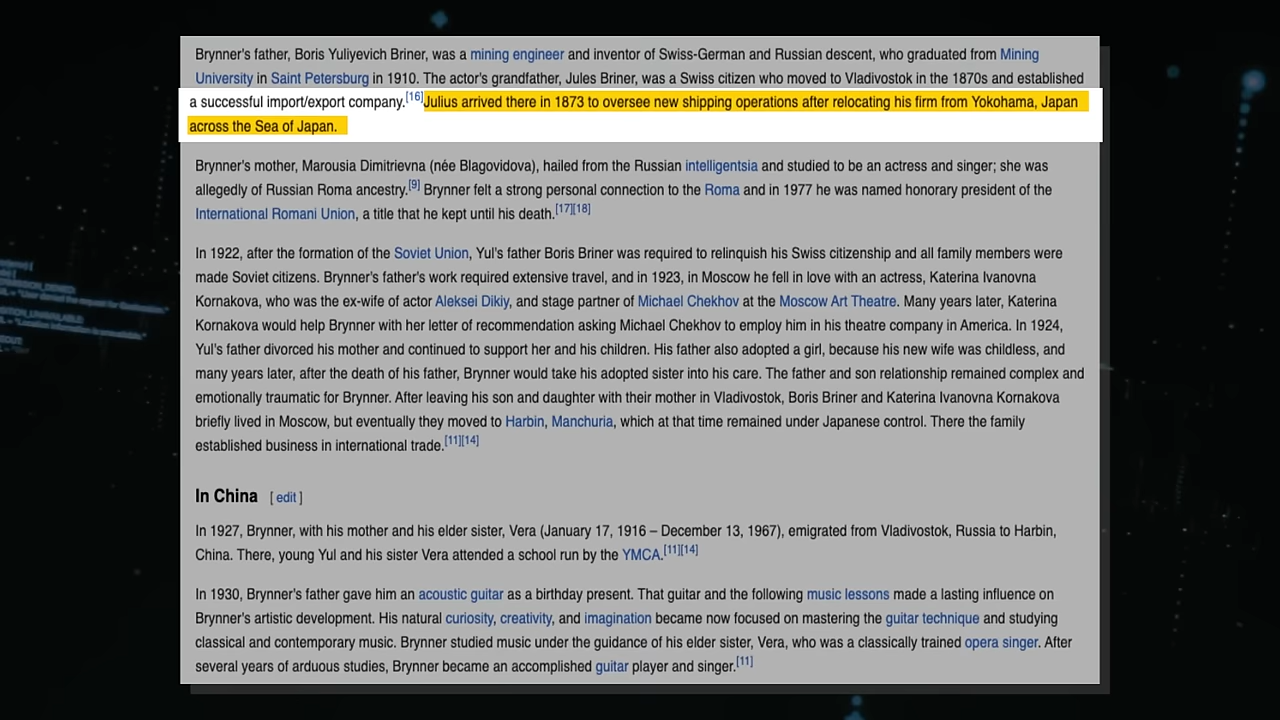 Brynner's father, Boris Yuliyevich Briner, was a mining engineer and inventor of Swiss-German and Russian descent, who graduated from Mining
University in Saint Petersburg in 1910. The actor's grandfather, Jules Briner, was a Swiss citizen who moved to Vladivostok in the 1870s and established
a successful import/export company.[16]Julius arrived there in 1873 to oversee new shipping operations after relocating his firm from Yokohama, Japan
across the Sea of Japan.
Brynner's mother, Marousia Dimitrievna (née Blagovidova), hailed from the Russian intelligentsia and studied to be an actress and singer; she was
allegedly of Russian Roma ancestry.[9] Brynner felt a strong personal connection to the Roma and in 1977 he was named honorary president of the
International Romani Union, a title that he kept until his death.[17][18]
In 1922, after the formation of the Soviet Union, Yul's father Boris Briner was required to relinquish his Swiss citizenship and all family members were
made Soviet citizens. Brynner's father's work required extensive travel, and in 1923, in Moscow he fell in love with an actress, Katerina Ivanovna
Kornakova, who was the ex-wife of actor Aleksei Dikiy, and stage partner of Michael Chekhov at the Moscow Art Theatre. Many years later, Katerina
Kornakova would help Brynner with her letter of recommendation asking Michael Chekhov to employ him in his theatre company in America. In 1924,
Yul's father divorced his mother and continued to support her and his children. His father also adopted a girl, because his new wife was childless, and
many years later, after the death of his father, Brynner would take his adopted sister into his care. The father and son relationship remained complex and
emotionally traumatic for Brynner. After leaving his son and daughter with their mother in Vladivostok, Boris Briner and Katerina Ivanovna Kornakova
briefly lived in Moscow, but eventually they moved to Harbin, Manchuria, which at that time remained under Japanese control. There the family
established business in international trade.[11][14]
In China [ edit ]
In 1927, Brynner, with his mother and his elder sister, Vera (January 17, 1916 – December 13, 1967), emigrated from Vladivostok, Russia to Harbin,
China. There, young Yul and his sister Vera attended a school run by the YMCA.[11][14]
In 1930, Brynner's father gave him an acoustic guitar as a birthday present. That guitar and the following music lessons made a lasting influence on
Brynner's artistic development. His natural curiosity, creativity, and imagination became now focused on mastering the guitar technique and studying
classical and contemporary music. Brynner studied music under the guidance of his elder sister, Vera, who was a classically trained opera singer. After
several years of arduous studies, Brynner became an accomplished guitar player and singer.[11]